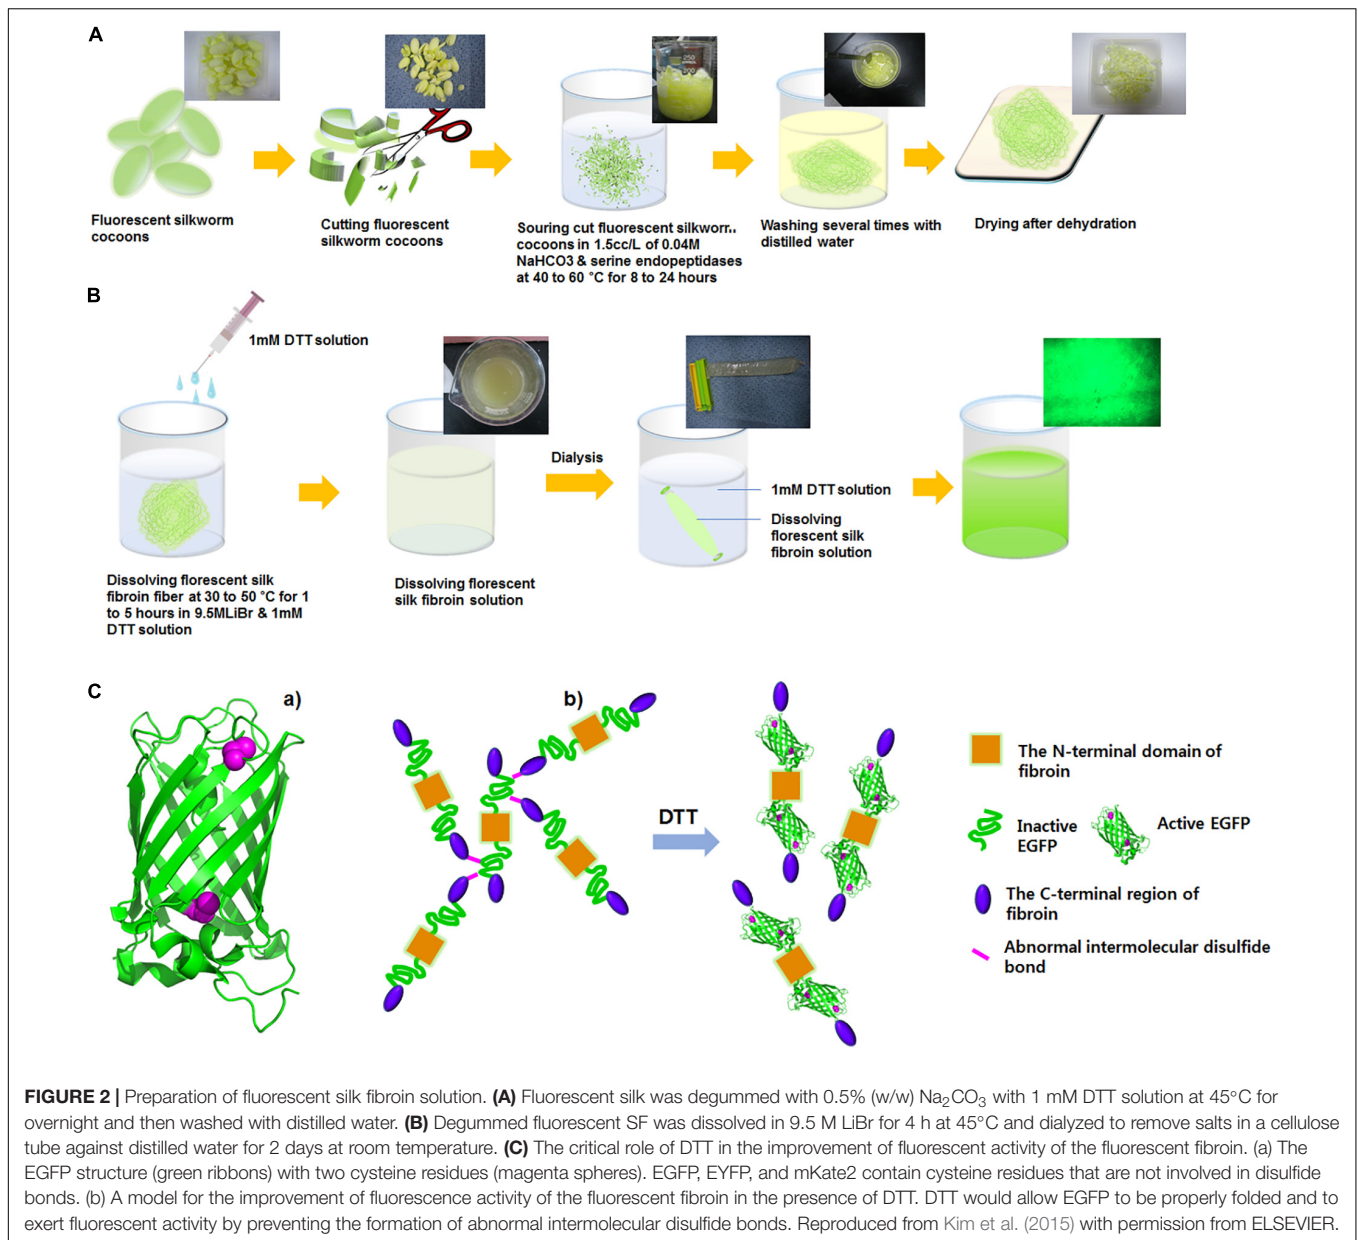 A
Fluorescent silkworm
cocoons
Cutting fluorescent
silkworm cocoons
Souring cut fluorescent silkworm
cocoons in 1.5cc/L of 0.04M
NaHCO3 & serine endopeptidases
at 40 to 60 °C for 8 to 24 hours
Washing several times with
distilled water
Drying after dehydration
B
1mM DTT solution
Dissolving florescent silk
fibroin fiber at 30 to 50 °C for 1
to 5 hours in 9.5MLiBr & 1mM
DTT solution
Dissolving florescent
silk fibroin solution
Dialysis
1mM DTT solution
Dissolving
florescent silk
fibroin solution
C
a)
b)
DTT
The N-terminal domain of
fibroin
Inactive
EGFP
Active EGFP
The C-terminal region of
fibroin
Abnormal intermolecular disulfide
bond
FIGURE 2 | Preparation of fluorescent silk fibroin solution. (A) Fluorescent silk was degummed with 0.5% (w/w) Na₂CO₃ with 1 mM DTT solution at 45°C for
overnight and then washed with distilled water. (B) Degummed fluorescent SF was dissolved in 9.5 M LiBr for 4 h at 45°C and dialyzed to remove salts in a cellulose
tube against distilled water for 2 days at room temperature. (C) The critical role of DTT in the improvement of fluorescent activity of the fluorescent fibroin. (a) The
EGFP structure (green ribbons) with two cysteine residues (magenta spheres). EGFP, EYFP, and mKate2 contain cysteine residues that are not involved in disulfide
bonds. (b) A model for the improvement of fluorescence activity of the fluorescent fibroin in the presence of DTT. DTT would allow EGFP to be properly folded and to
exert fluorescent activity by preventing the formation of abnormal intermolecular disulfide bonds. Reproduced from Kim et al. (2015) with permission from ELSEVIER.